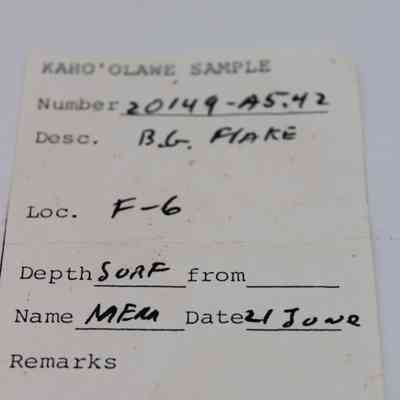 KAHO'OLAWE SAMPLE
Number 20149-A5.42
Desc. B.G. FlAKE
Loc. F-6
Depth SURF from
Name MEM Date 21 June
Remarks